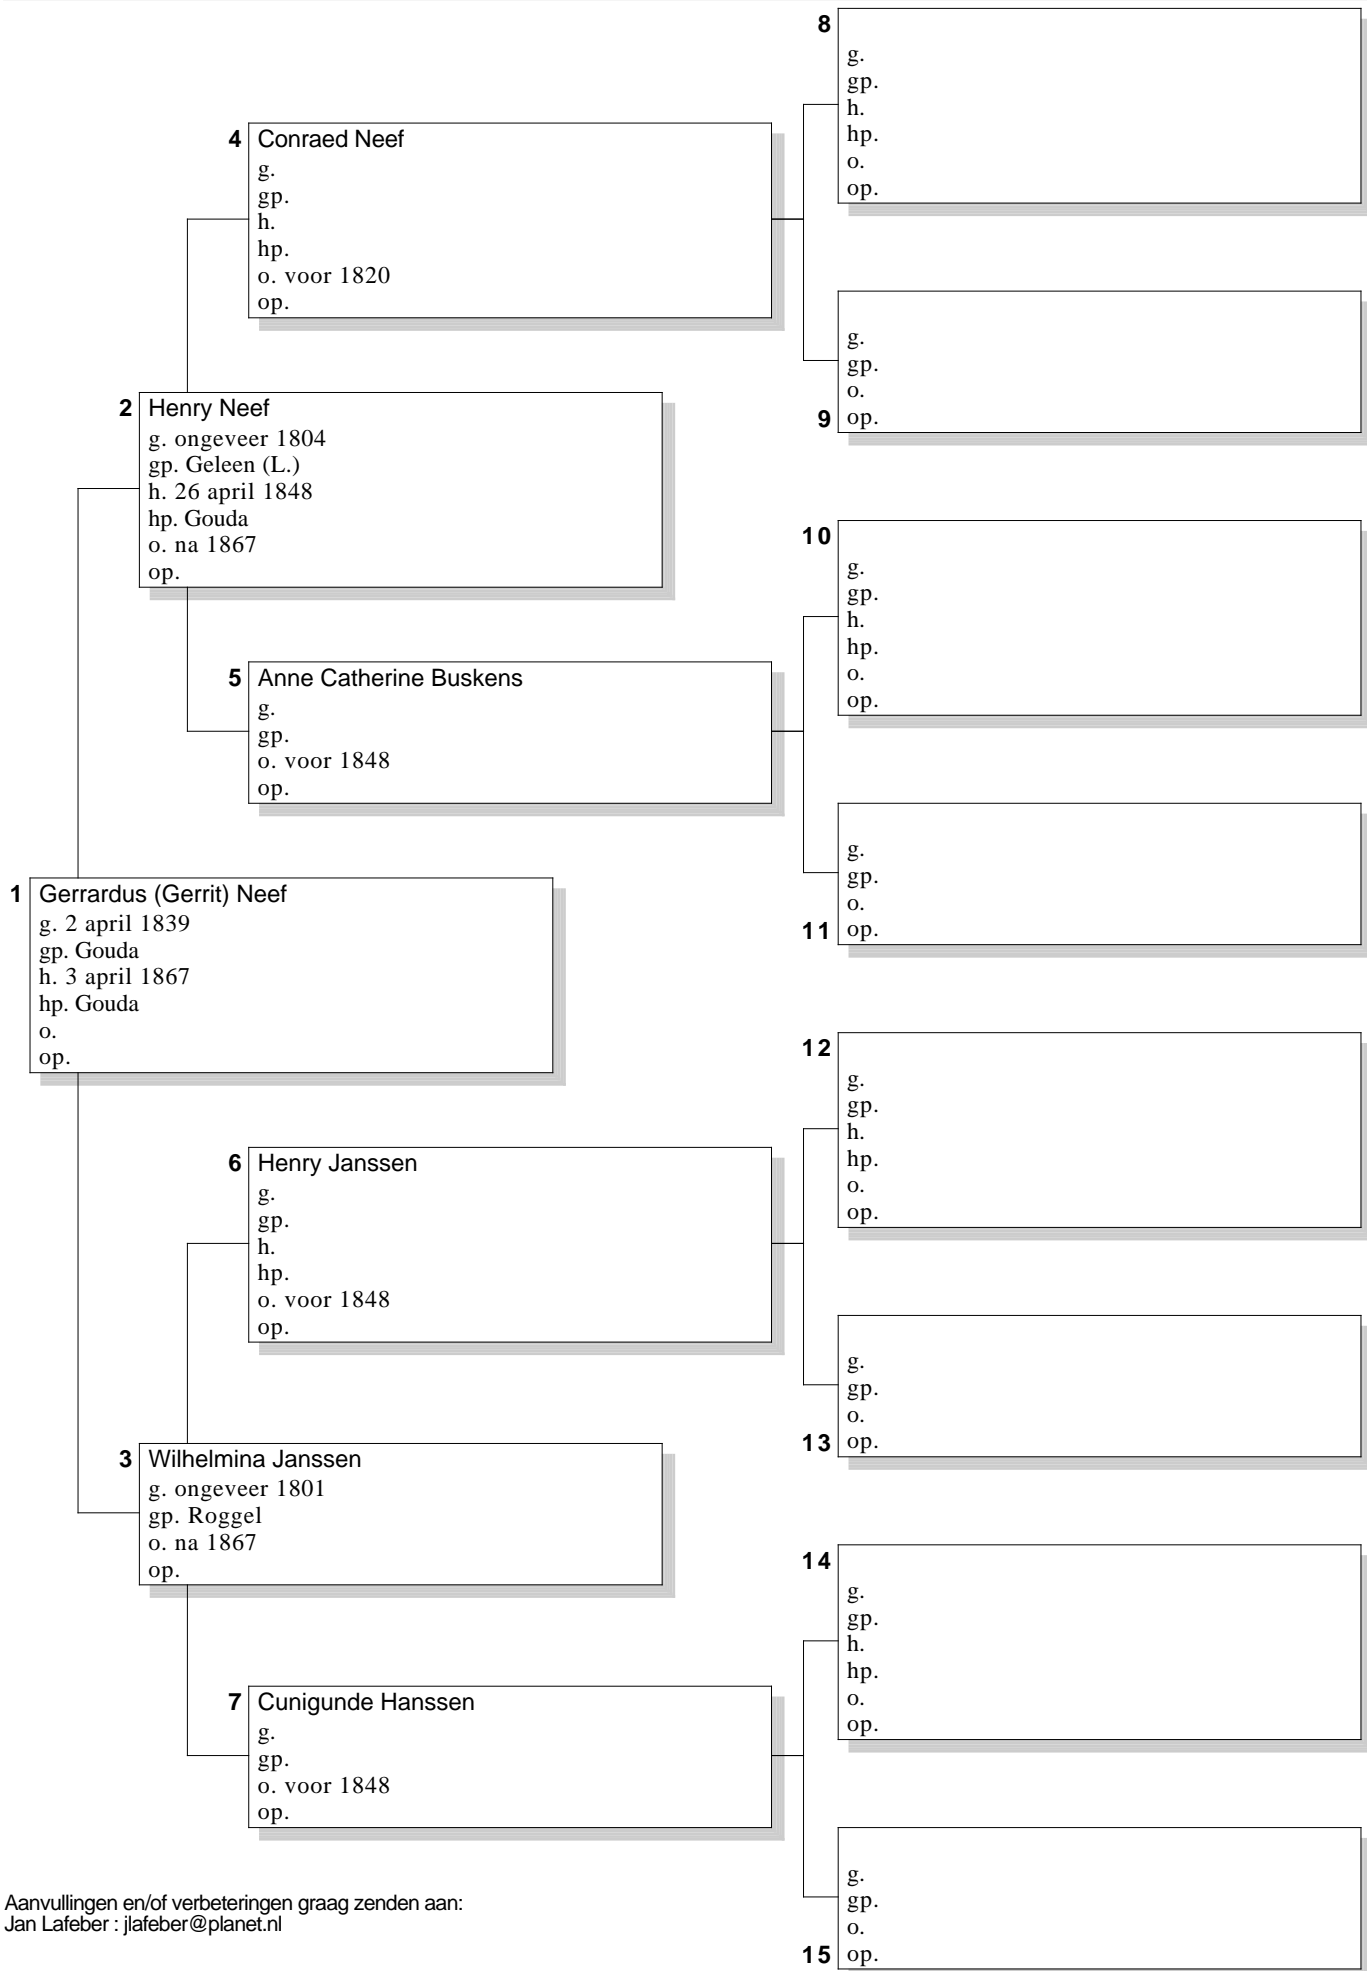 8
g.
gp.
h.
hp.
o.
op.
4 Conraed Neef
g.
gp.
h.
hp.
o. voor 1820
op.
g.
gp.
o.
9 op.
2 Henry Neef
g. ongeveer 1804
gp. Geleen (L.)
h. 26 april 1848
hp. Gouda
o. na 1867
op.
10
g.
gp.
h.
hp.
o.
op.
5 Anne Catherine Buskens
g.
gp.
o. voor 1848
op.
g.
gp.
o.
11 op.
1 Gerrardus (Gerrit) Neef
g. 2 april 1839
gp. Gouda
h. 3 april 1867
hp. Gouda
o.
op.
12
g.
gp.
h.
hp.
o.
op.
6 Henry Janssen
g.
gp.
h.
hp.
o. voor 1848
op.
g.
gp.
o.
13 op.
3 Wilhelmina Janssen
g. ongeveer 1801
gp. Roggel
o. na 1867
op.
14
g.
gp.
h.
hp.
o.
op.
7 Cunigunde Hanssen
g.
gp.
o. voor 1848
op.
g.
gp.
o.
15 op.
Aanvullingen en/of verbeteringen graag zenden aan:
Jan Lafeber : jlafeber@planet.nl